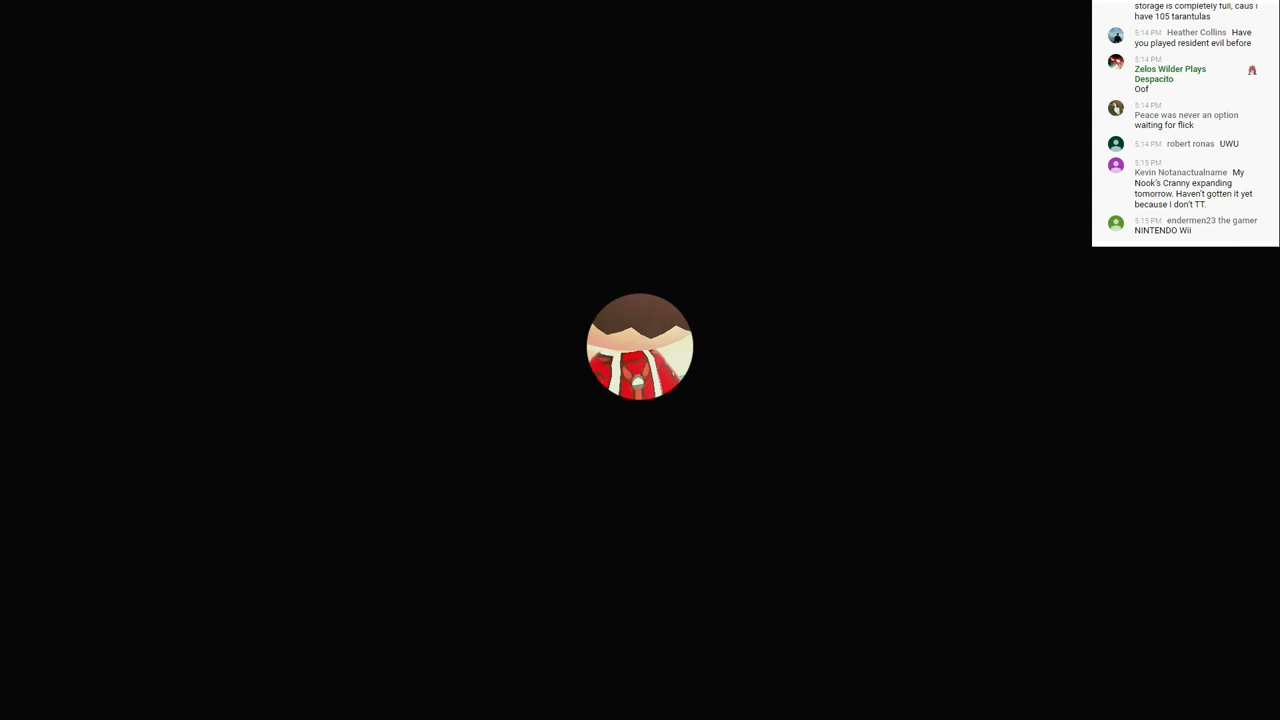 storage is completely full, caus I
have 105 tarantulas
5:14 PM Heather Collins Have
you played resident evil before
5:14 PM
Zelos Wilder Plays
Despacito
Oof
5:14 PM
Peace was never an option
waiting for flick
5:14 PM robert ronas UWU
5:15 PM
Kevin Notanactualname My
Nook's Cranny expanding
tomorrow. Haven't gotten it yet
because I don't TT.
5:15 PM endermen23 the gamer
NINTENDO Wii